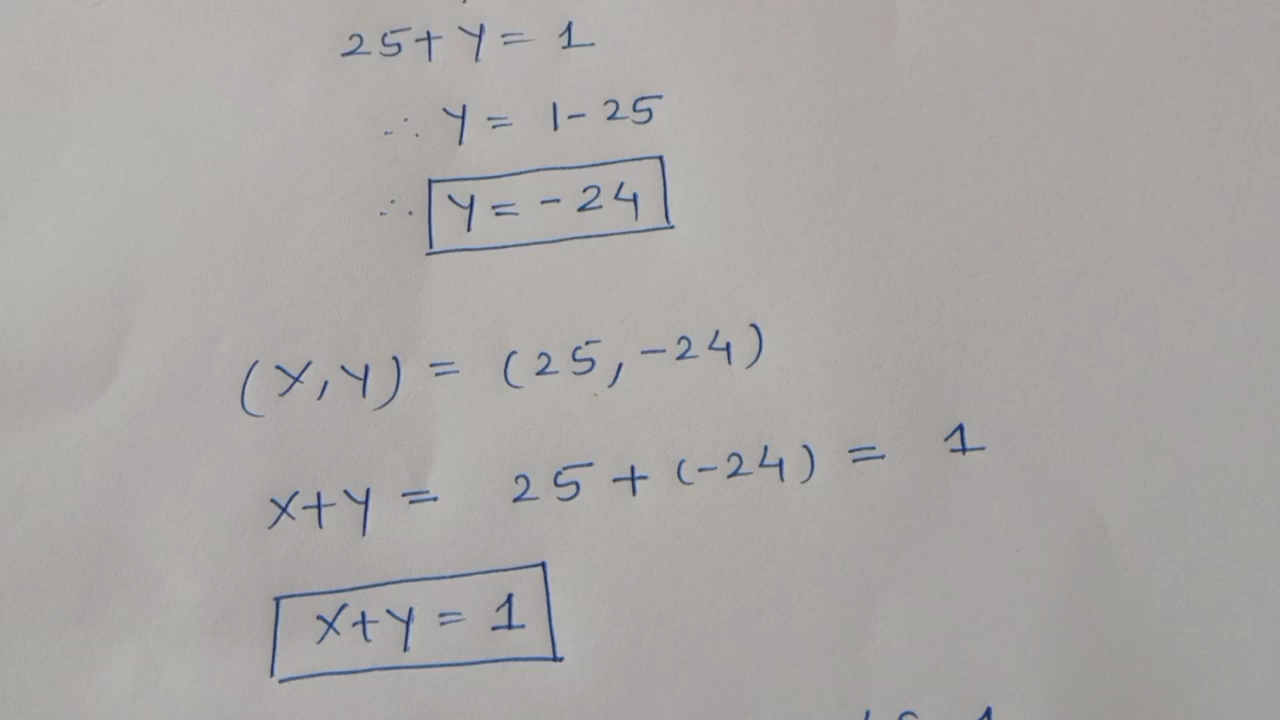 25+y= 1
∴ y= 1-25
∴ y=-24
(x,y) = (25,-24)
x+y = 25+(-24) = 1
x+y = 1